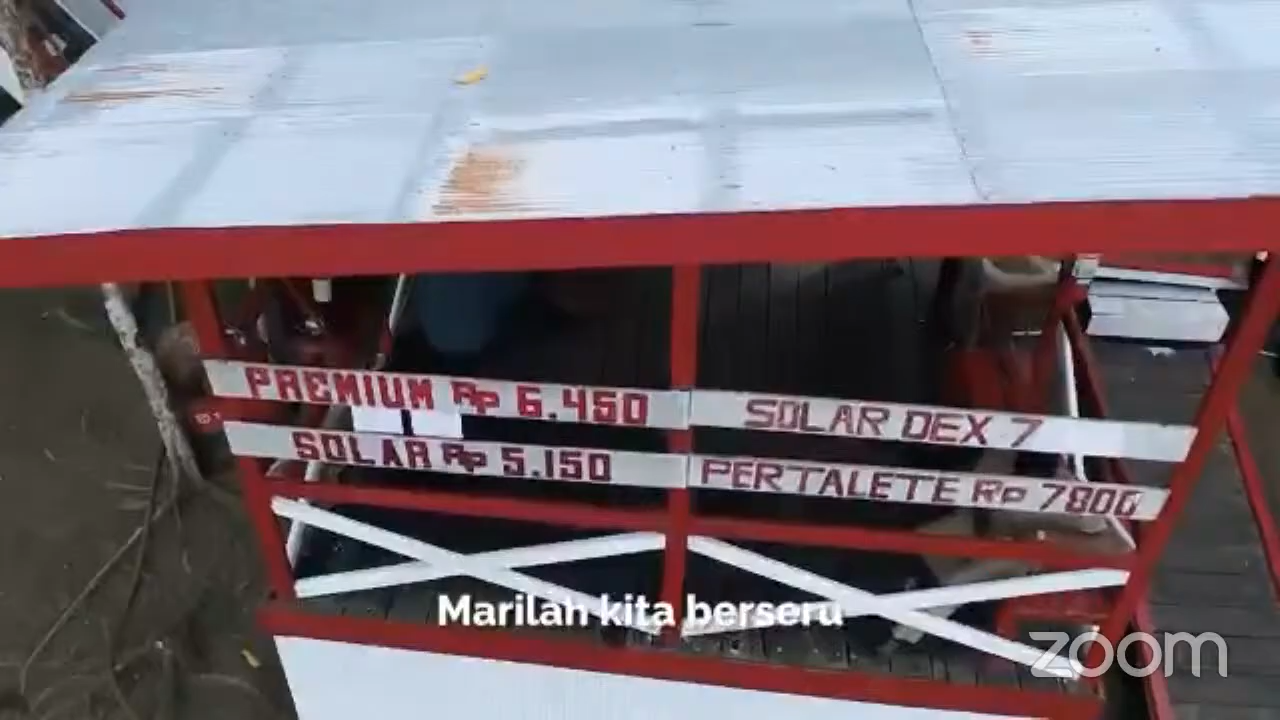 PREMIUM Rp 6.450
SOLAR DEX 7
SOLAR Rp 5.150
PERTALETE Rp 7800
Marilah kita berseru
zoom